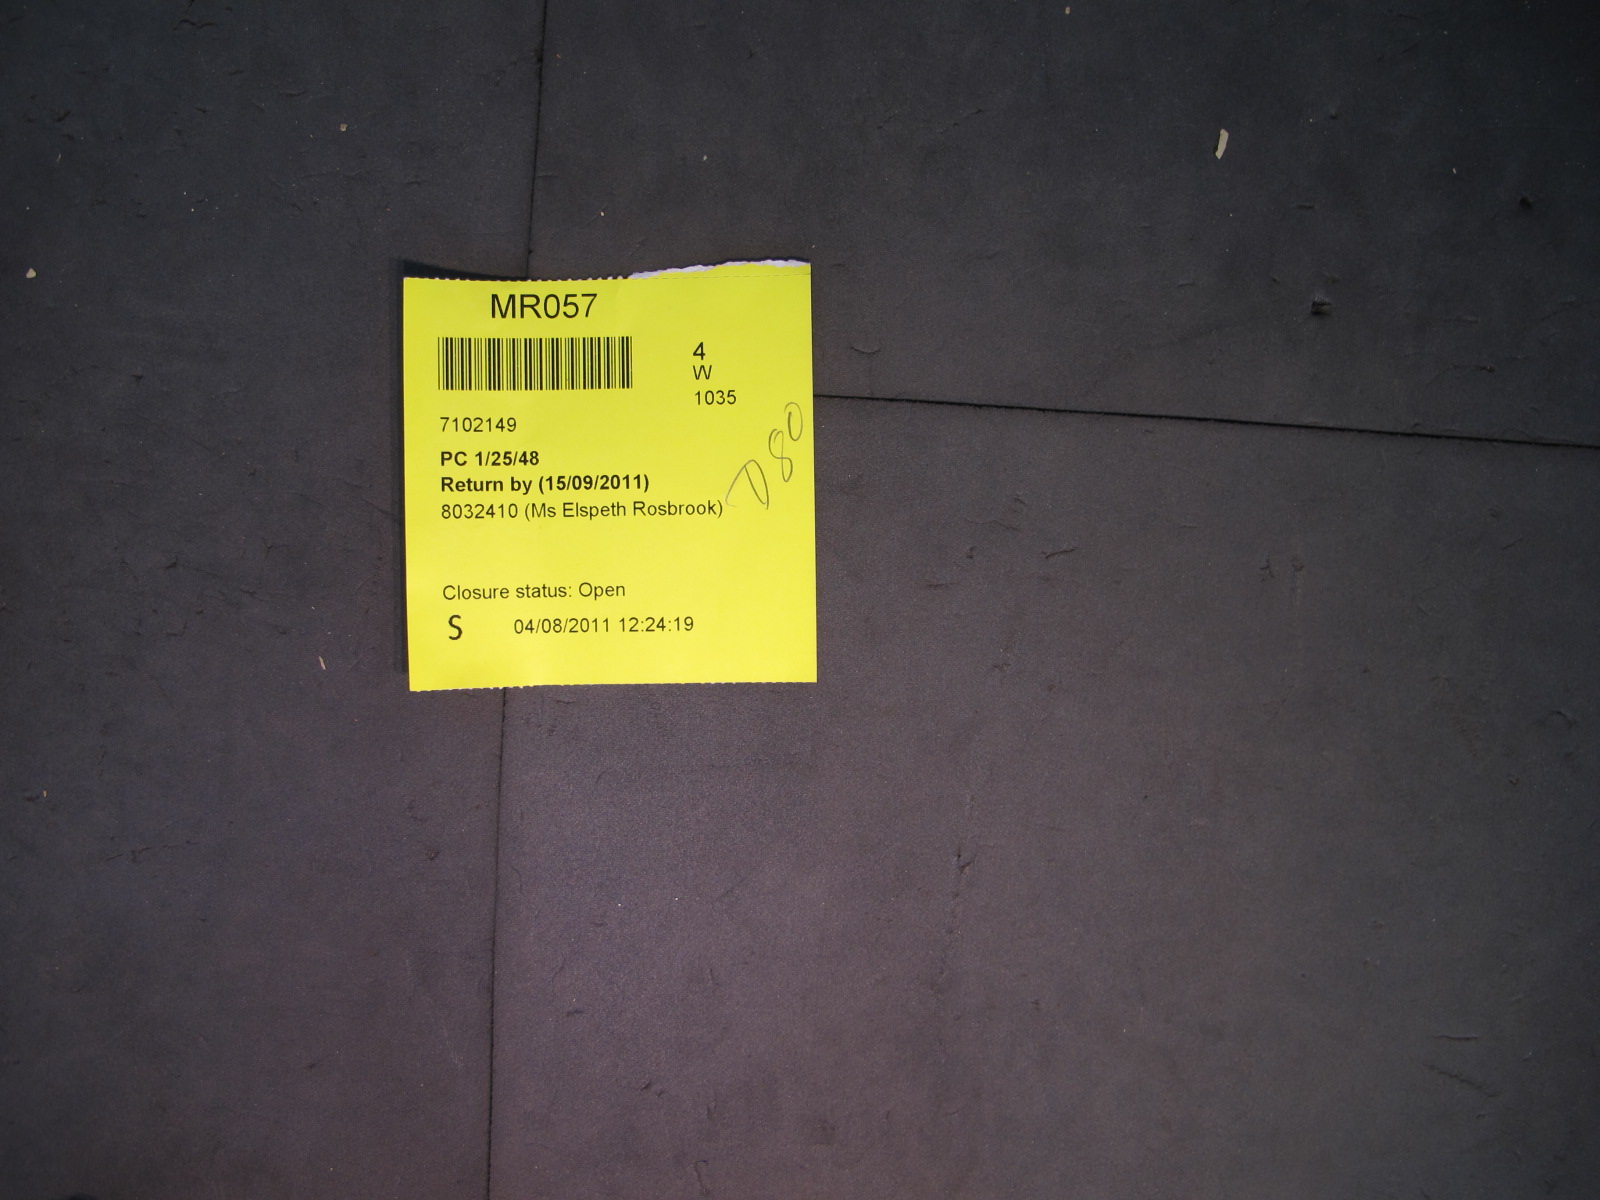 MR057
4
W
1035
7102149
D80
PC 1/25/48
Return by (15/09/2011)
8032410 (Ms Elspeth Rosbrook)
Closure status: Open
S 04/08/2011 12:24:19